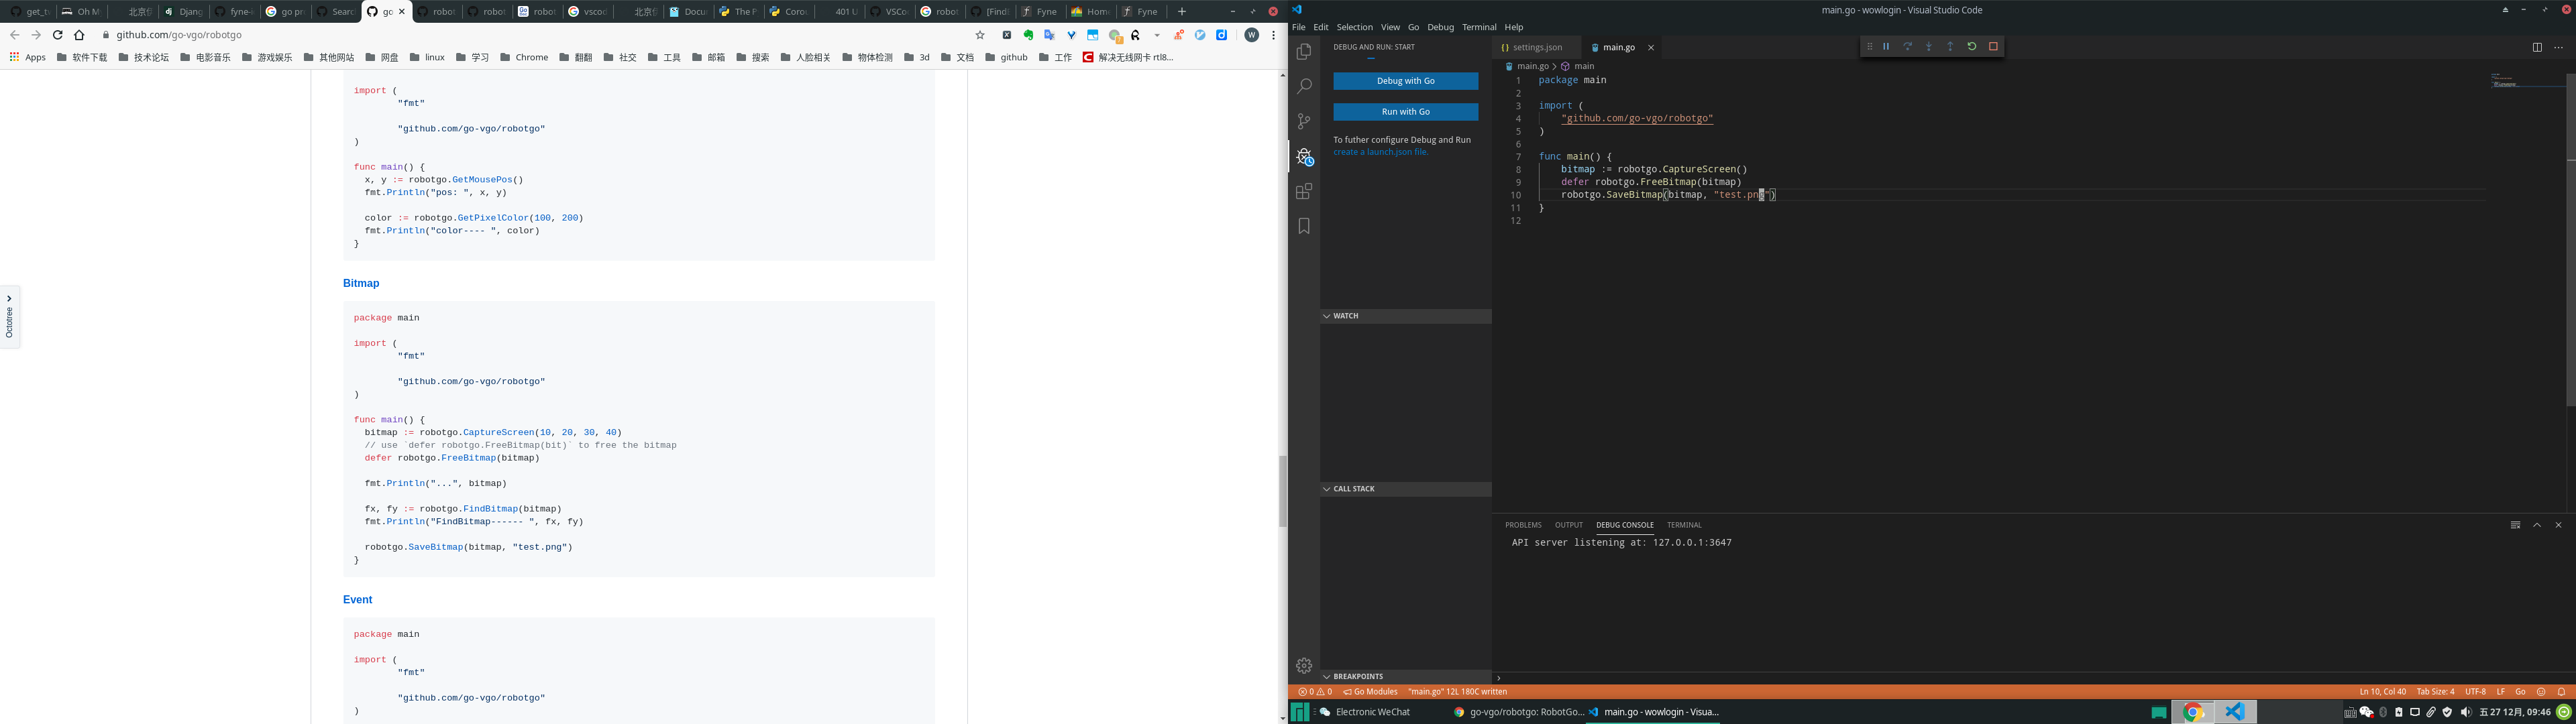 get_tv
Oh M
北京优
Djang
fyne-
go pr
Searc
go
robot
robot
robot
vscod
北京优
Docu
The P
Coro
401 U
VSCo
robot
[Find
Fyne
Home
Fyne
github.com/go-vgo/robotgo
Apps
软件下载
技术论坛
电影音乐
游戏娱乐
其他网站
网盘
linux
学习
Chrome
翻翻
社交
工具
邮箱
搜索
人脸相关
物体检测
3d
文档
github
工作
解决无线网卡 rtl8...
Octotree
import (
"fmt"
"github.com/go-vgo/robotgo"
)
func main() {
x, y := robotgo.GetMousePos()
fmt.Println("pos: ", x, y)
color := robotgo.GetPixelColor(100, 200)
fmt.Println("color---- ", color)
}
Bitmap
package main
import (
"fmt"
"github.com/go-vgo/robotgo"
)
func main() {
bitmap := robotgo.CaptureScreen(10, 20, 30, 40)
// use `defer robotgo.FreeBitmap(bit)` to free the bitmap
defer robotgo.FreeBitmap(bitmap)
fmt.Println("...", bitmap)
fx, fy := robotgo.FindBitmap(bitmap)
fmt.Println("FindBitmap------ ", fx, fy)
robotgo.SaveBitmap(bitmap, "test.png")
}
Event
package main
import (
"fmt"
"github.com/go-vgo/robotgo"
)
main.go - wowlogin - Visual Studio Code
File Edit Selection View Go Debug Terminal Help
DEBUG AND RUN: START
Debug with Go
Run with Go
To futher configure Debug and Run
create a launch.json file.
WATCH
CALL STACK
BREAKPOINTS
settings.json
main.go
main.go > main
1 package main
2
3 import (
4 "github.com/go-vgo/robotgo"
5 )
6
7 func main() {
8 bitmap := robotgo.CaptureScreen()
9 defer robotgo.FreeBitmap(bitmap)
10 robotgo.SaveBitmap(bitmap, "test.png")
11 }
12
PROBLEMS OUTPUT DEBUG CONSOLE TERMINAL
API server listening at: 127.0.0.1:3647
0 0 Go Modules "main.go" 12L 180C written
Ln 10, Col 40 Tab Size: 4 UTF-8 LF Go
Electronic WeChat
go-vgo/robotgo: RobotGo...
main.go - wowlogin - Visua...
五 27 12月, 09:46